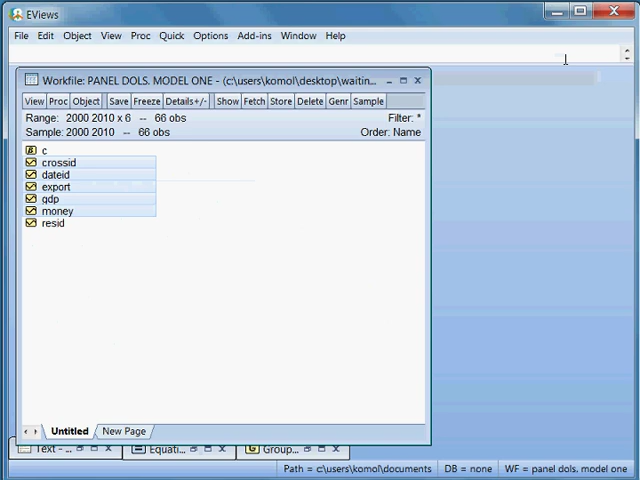 EViews
File Edit Object View Proc Quick Options Add-ins Window Help
Workfile: PANEL DOLS. MODEL ONE - (c:\users\komol\desktop\waitin...
View Proc Object Save Freeze Details+/- Show Fetch Store Delete Genr Sample
Range: 2000 2010 x 6 -- 66 obs Filter: *
Sample: 2000 2010 -- 66 obs Order: Name
c
crossid
dateid
export
gdp
money
resid
Untitled New Page
Text - ... Equati... Group...
Path = c:\users\komol\documents DB = none WF = panel dols. model one